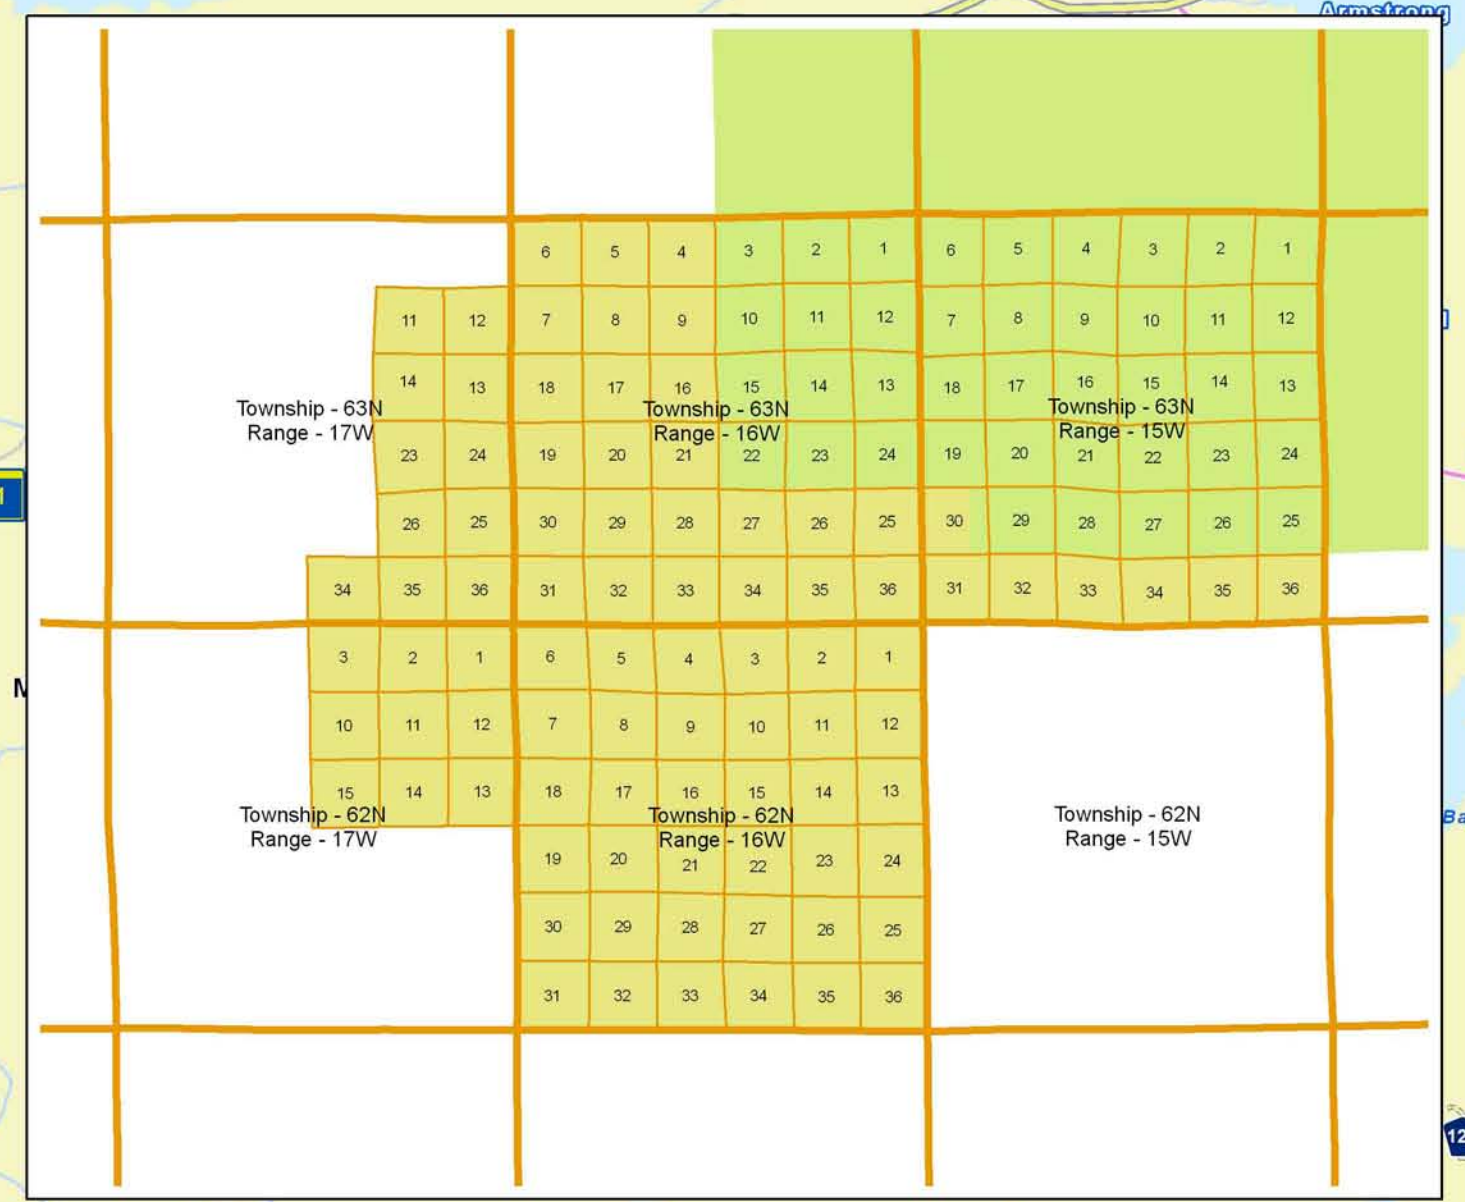 Armstrong
6 5 4 3 2 1 6 5 4 3 2 1
11 12 7 8 9 10 11 12 7 8 9 10 11 12
14 13 18 17 16 15 14 13 18 17 16 15 14 13
Township - 63N Township - 63N Township - 63N
Range - 17W Range - 16W Range - 15W
23 24 19 20 21 22 23 24 19 20 21 22 23 24
1
26 25 30 29 28 27 26 25 30 29 28 27 26 25
34 35 36 31 32 33 34 35 36 31 32 33 34 35 36
3 2 1 6 5 4 3 2 1
M
10 11 12 7 8 9 10 11 12
15 14 13 18 17 16 15 14 13
Township - 62N Township - 62N Township - 62N
Range - 17W Range - 16W Range - 15W
Ba
19 20 21 22 23 24
30 29 28 27 26 25
31 32 33 34 35 36
12